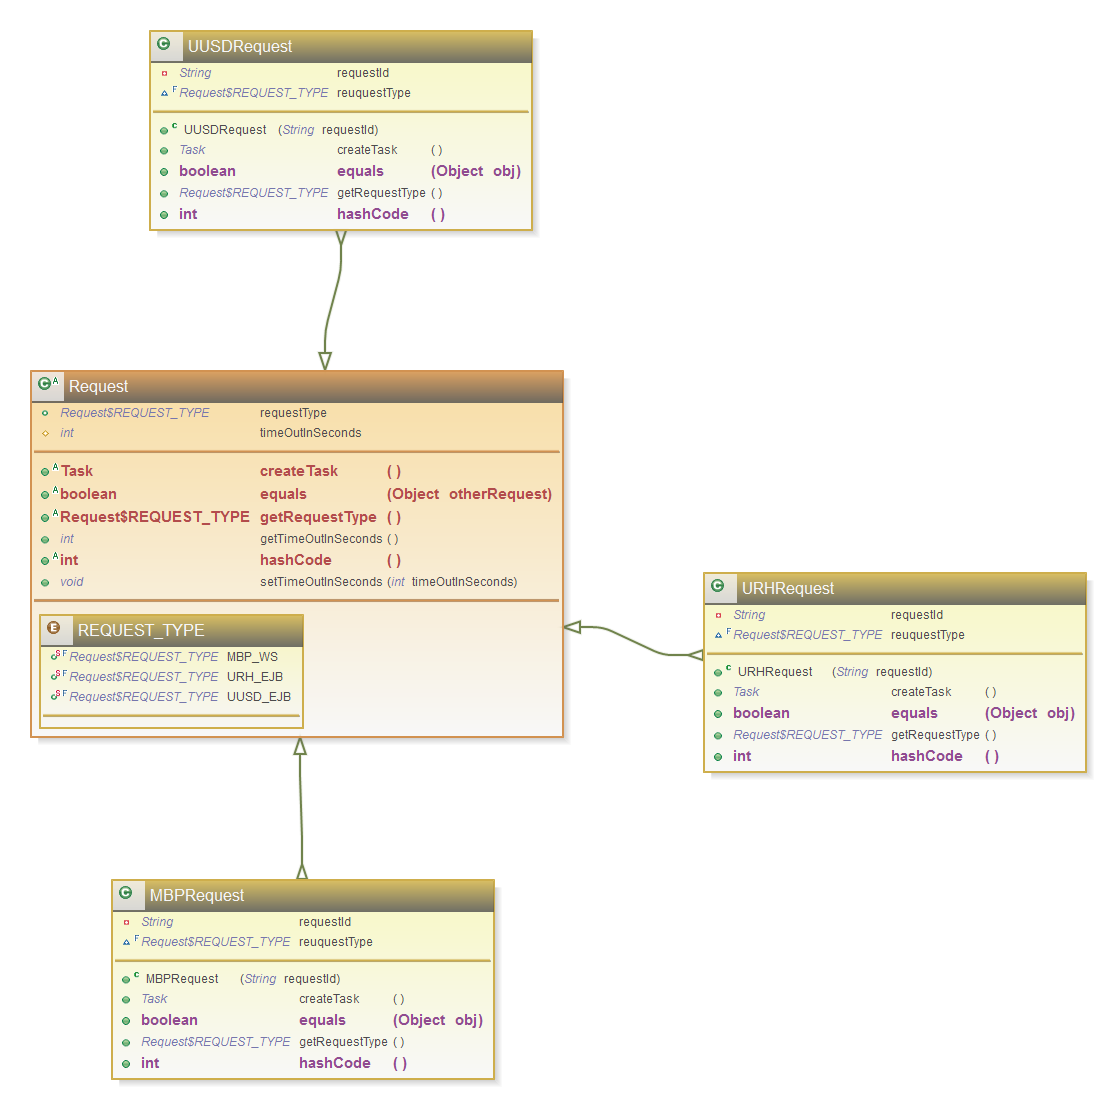 C UUSDRequest
String requestId
F Request$REQUEST_TYPE reuquestType
C UUSDRequest (String requestId)
Task createTask ( )
boolean equals (Object obj)
Request$REQUEST_TYPE getRequestType ( )
int hashCode ( )
C A Request
Request$REQUEST_TYPE requestType
int timeOutInSeconds
A Task createTask ( )
A boolean equals (Object otherRequest)
A Request$REQUEST_TYPE getRequestType ( )
int getTimeOutInSeconds ( )
A int hashCode ( )
void setTimeOutInSeconds (int timeOutInSeconds)
E REQUEST_TYPE
S F Request$REQUEST_TYPE MBP_WS
S F Request$REQUEST_TYPE URH_EJB
S F Request$REQUEST_TYPE UUSD_EJB
C URHRequest
String requestId
F Request$REQUEST_TYPE reuquestType
C URHRequest (String requestId)
Task createTask ( )
boolean equals (Object obj)
Request$REQUEST_TYPE getRequestType ( )
int hashCode ( )
C MBPRequest
String requestId
F Request$REQUEST_TYPE reuquestType
C MBPRequest (String requestId)
Task createTask ( )
boolean equals (Object obj)
Request$REQUEST_TYPE getRequestType ( )
int hashCode ( )